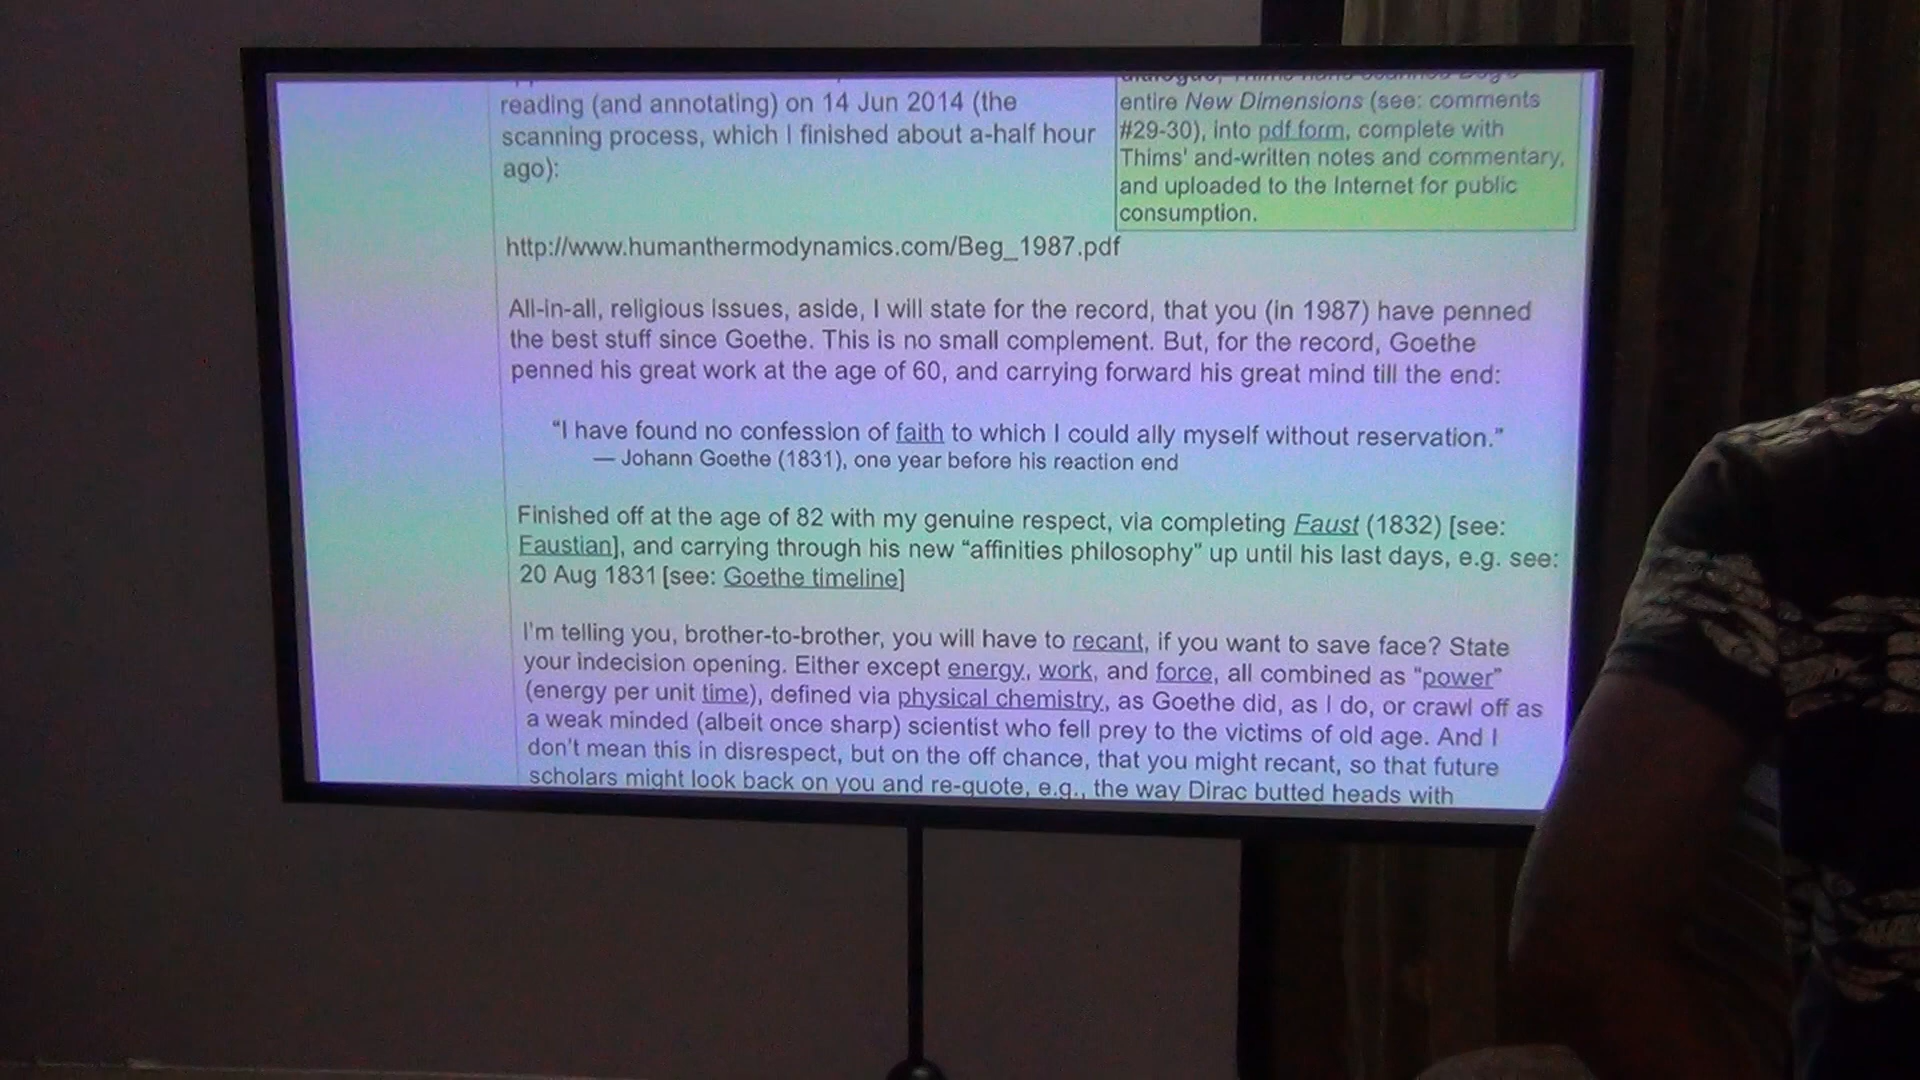 reading (and annotating) on 14 Jun 2014 (the
scanning process, which I finished about a-half hour
ago):
entire New Dimensions (see: comments
#29-30), into pdf form, complete with
Thims' and-written notes and commentary,
and uploaded to the Internet for public
consumption.
http://www.humanthermodynamics.com/Beg_1987.pdf
All-in-all, religious issues, aside, I will state for the record, that you (in 1987) have penned
the best stuff since Goethe. This is no small complement. But, for the record, Goethe
penned his great work at the age of 60, and carrying forward his great mind till the end:
“I have found no confession of faith to which I could ally myself without reservation.”
— Johann Goethe (1831), one year before his reaction end
Finished off at the age of 82 with my genuine respect, via completing Faust (1832) [see:
Faustian], and carrying through his new “affinities philosophy” up until his last days, e.g. see:
20 Aug 1831 [see: Goethe timeline]
I'm telling you, brother-to-brother, you will have to recant, if you want to save face? State
your indecision opening. Either except energy, work, and force, all combined as “power”
(energy per unit time), defined via physical chemistry, as Goethe did, as I do, or crawl off as
a weak minded (albeit once sharp) scientist who fell prey to the victims of old age. And I
don't mean this in disrespect, but on the off chance, that you might recant, so that future
scholars might look back on you and re-quote, e.g., the way Dirac butted heads with